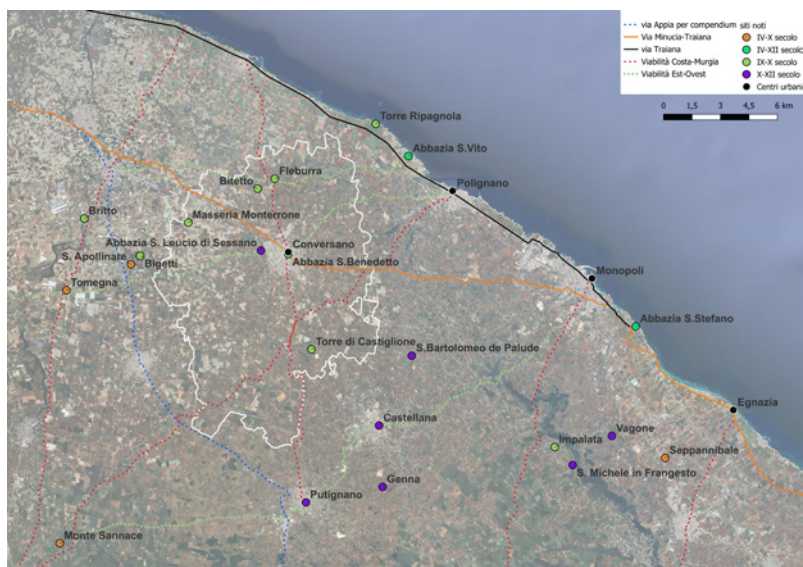 via Appia per compendium
Via Minucia-Traiana
via Traiana
Viabilità Costa-Murgia
Viabilità Est-Ovest
siti noti
IV-X secolo
IV-XII secolo
IX-X secolo
X-XII secolo
Centri urbani
0 1,5 3 4,5 6 km
Torre Ripagnola
Abbazia S.Vito
Fleburra
Bitetto
Polignano
Britto
Masseria Monterrone
Abbazia S. Leucio di Sessano
Conversano
S. Apollinare
Bigetti
Abbazia S.Benedetto
Monopoli
Tomegna
Abbazia S.Stefano
Torre di Castiglione
S.Bartolomeo de Palude
Egnazia
Castellana
Vagone
Impalata
Seppannibale
S. Michele in Frangesto
Genna
Putignano
Monte Sannace